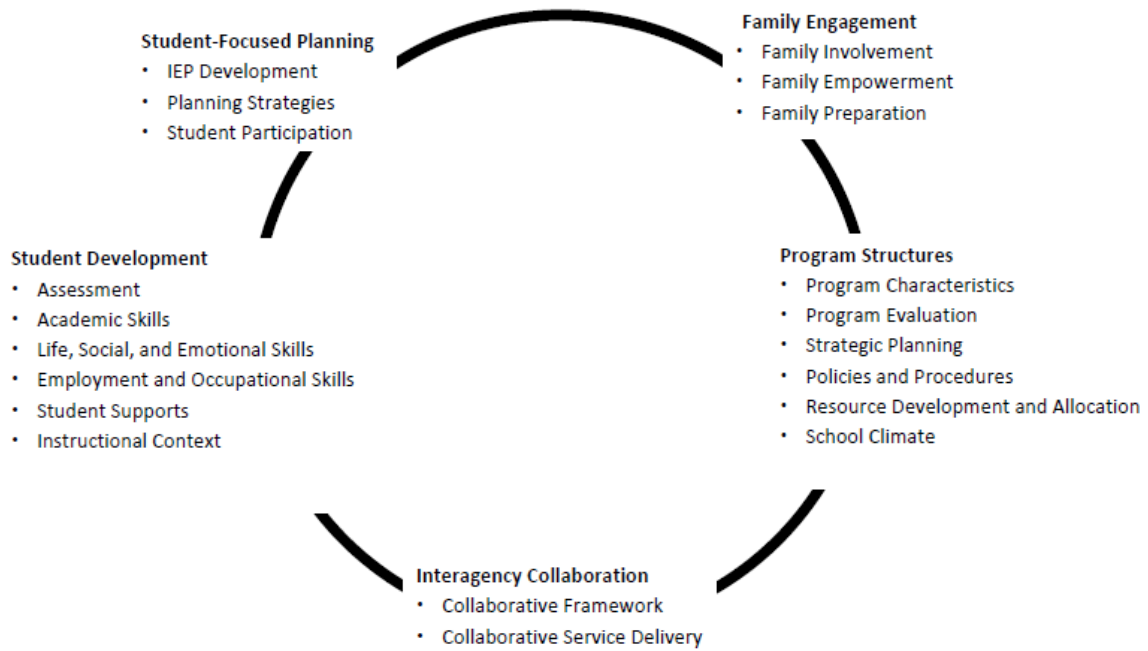 Student-Focused Planning
• IEP Development
• Planning Strategies
• Student Participation
Family Engagement
• Family Involvement
• Family Empowerment
• Family Preparation
Student Development
• Assessment
• Academic Skills
• Life, Social, and Emotional Skills
• Employment and Occupational Skills
• Student Supports
• Instructional Context
Program Structures
• Program Characteristics
• Program Evaluation
• Strategic Planning
• Policies and Procedures
• Resource Development and Allocation
• School Climate
Interagency Collaboration
• Collaborative Framework
• Collaborative Service Delivery